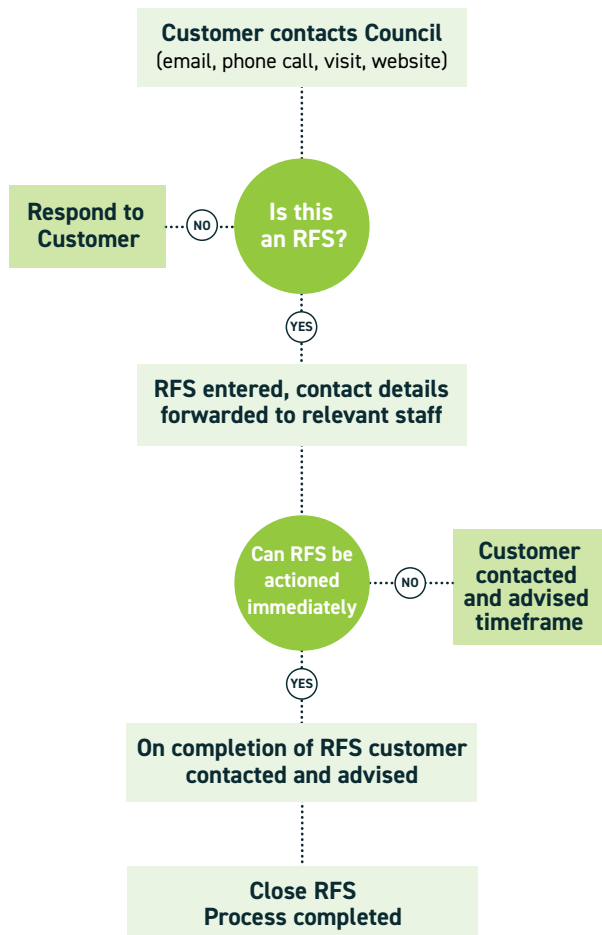 Customer contacts Council
(email, phone call, visit, website)
Is this
an RFS?
NO
Respond to
Customer
YES
RFS entered, contact details
forwarded to relevant staff
Can RFS be
actioned
immediately
NO
Customer
contacted
and advised
timeframe
YES
On completion of RFS customer
contacted and advised
Close RFS
Process completed